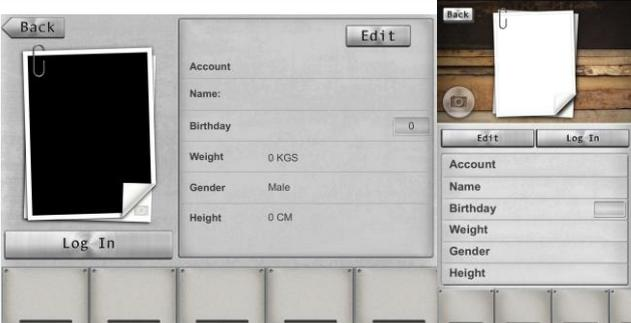 Back
Edit
Account
Name:
Birthday 0
Weight 0 KGS
Gender Male
Height 0 CM
Log In
Back
Edit Log In
Account
Name
Birthday
Weight
Gender
Height